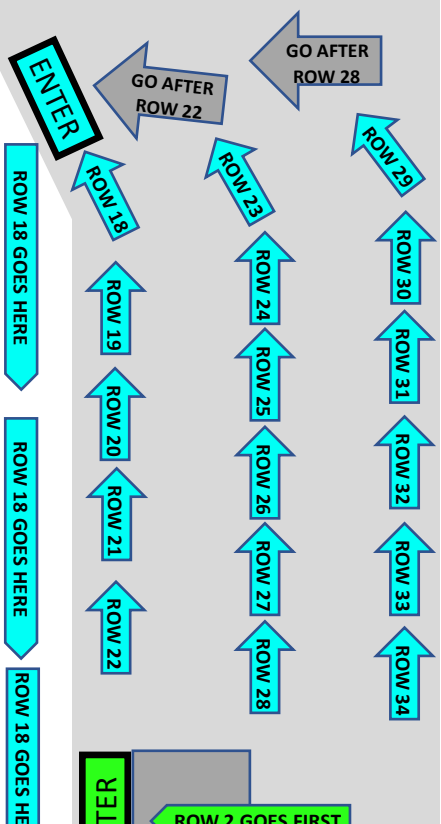 GO AFTER
ROW 28
GO AFTER
ROW 22
ENTER
ROW 18
ROW 23
ROW 29
ROW 18 GOES HERE
ROW 19
ROW 24
ROW 30
ROW 20
ROW 25
ROW 31
ROW 18 GOES HERE
ROW 21
ROW 26
ROW 32
ROW 22
ROW 27
ROW 33
ROW 28
ROW 34
ROW 18 GOES HE
TER
ROW 2 GOES FIRST